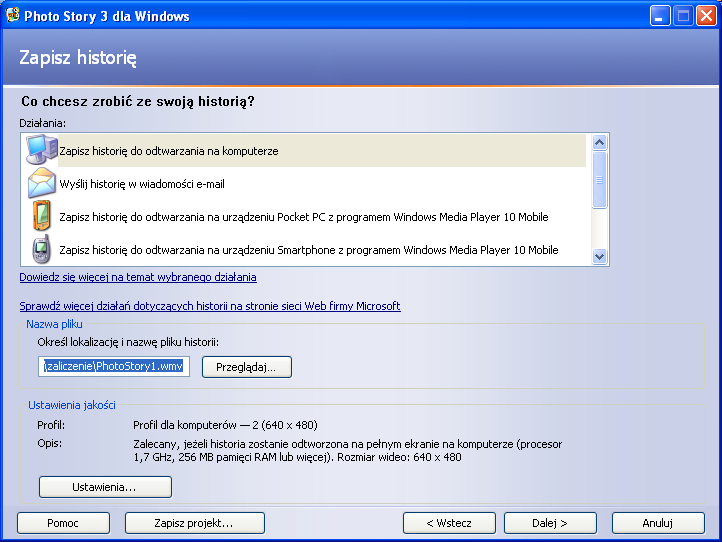 Photo Story 3 dla Windows
Zapisz historię
Co chcesz zrobić ze swoją historią?
Działania:
Zapisz historię do odtwarzania na komputerze
Wyślij historię w wiadomości e-mail
Zapisz historię do odtwarzania na urządzeniu Pocket PC z programem Windows Media Player 10 Mobile
Zapisz historię do odtwarzania na urządzeniu Smartphone z programem Windows Media Player 10 Mobile
Dowiedz się więcej na temat wybranego działania
Sprawdź więcej działań dotyczących historii na stronie sieci Web firmy Microsoft
Nazwa pliku
Określ lokalizację i nazwę pliku historii:
\zaliczenie\PhotoStory1.wmv
Przeglądaj...
Ustawienia jakości
Profil: Profil dla komputerów — 2 (640 x 480)
Opis: Zalecany, jeżeli historia zostanie odtworzona na pełnym ekranie na komputerze (procesor
1,7 GHz, 256 MB pamięci RAM lub więcej). Rozmiar wideo: 640 x 480
Ustawienia...
Pomoc Zapisz projekt... < Wstecz Dalej > Anuluj